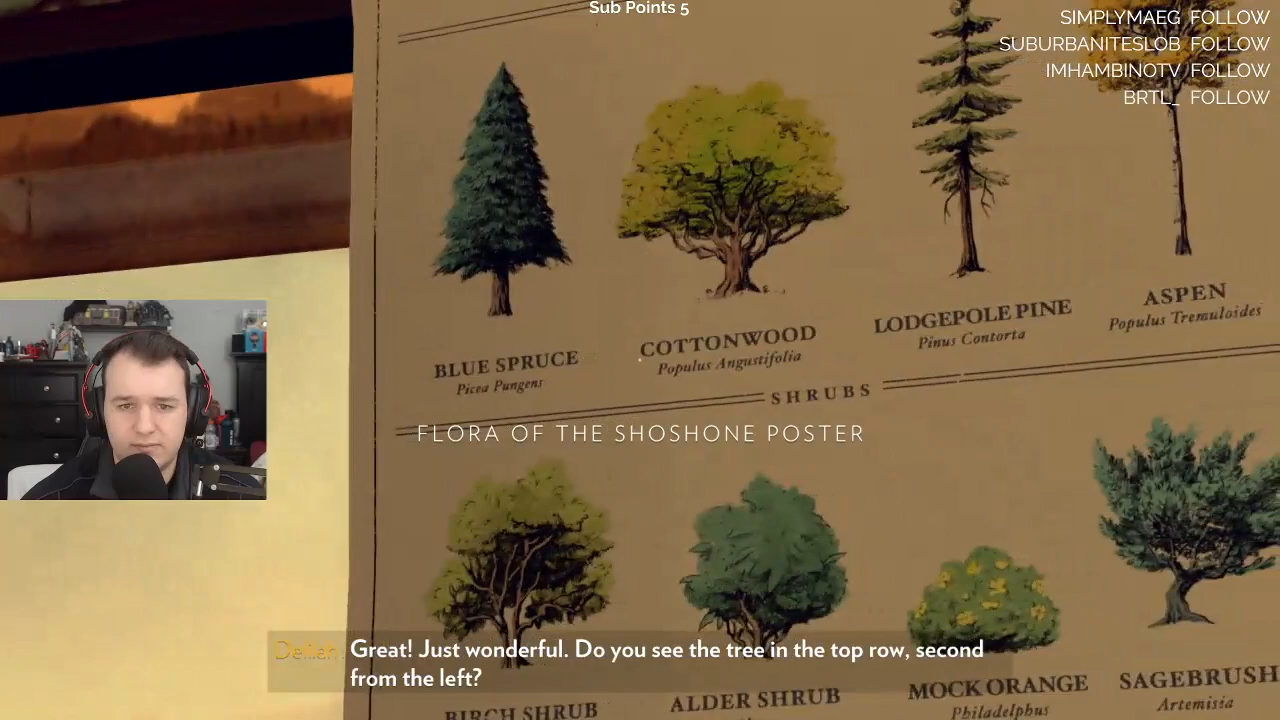 Sub Points 5
SIMPLYMAEG FOLLOW
SUBURBANITESLOB FOLLOW
IMHAMBINOTV FOLLOW
BRTL_ FOLLOW
BLUE SPRUCE
Picea Pungens
COTTONWOOD
Populus Angustifolia
LODGEPOLE PINE
Pinus Contorta
ASPEN
Populus Tremuloides
SHRUBS
FLORA OF THE SHOSHONE POSTER
BIRCH SHRUB
ALDER SHRUB
MOCK ORANGE
Philadelphus
SAGEBRUSH
Artemisia
Delilah Great! Just wonderful. Do you see the tree in the top row, second
from the left?